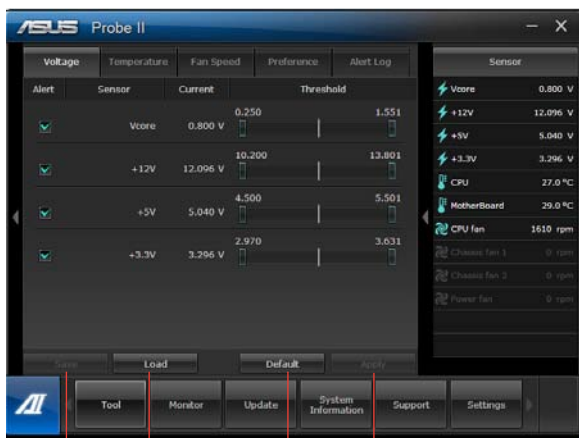 ASUS Probe II
Voltage Temperature Fan Speed Preference Alert Log
Alert Sensor Current Threshold
Vcore 0.800 V 0.250 1.551
+12V 12.096 V 10.200 13.801
+5V 5.040 V 4.500 5.501
+3.3V 3.296 V 2.970 3.631
Save Load Default Apply
Sensor
Vcore 0.800 V
+12V 12.096 V
+5V 5.040 V
+3.3V 3.296 V
CPU 27.0 °C
MotherBoard 29.0 °C
CPU fan 1610 rpm
Chassis fan 1 0 rpm
Chassis fan 2 0 rpm
Power fan 0 rpm
AI Tool Monitor Update System Information Support Settings